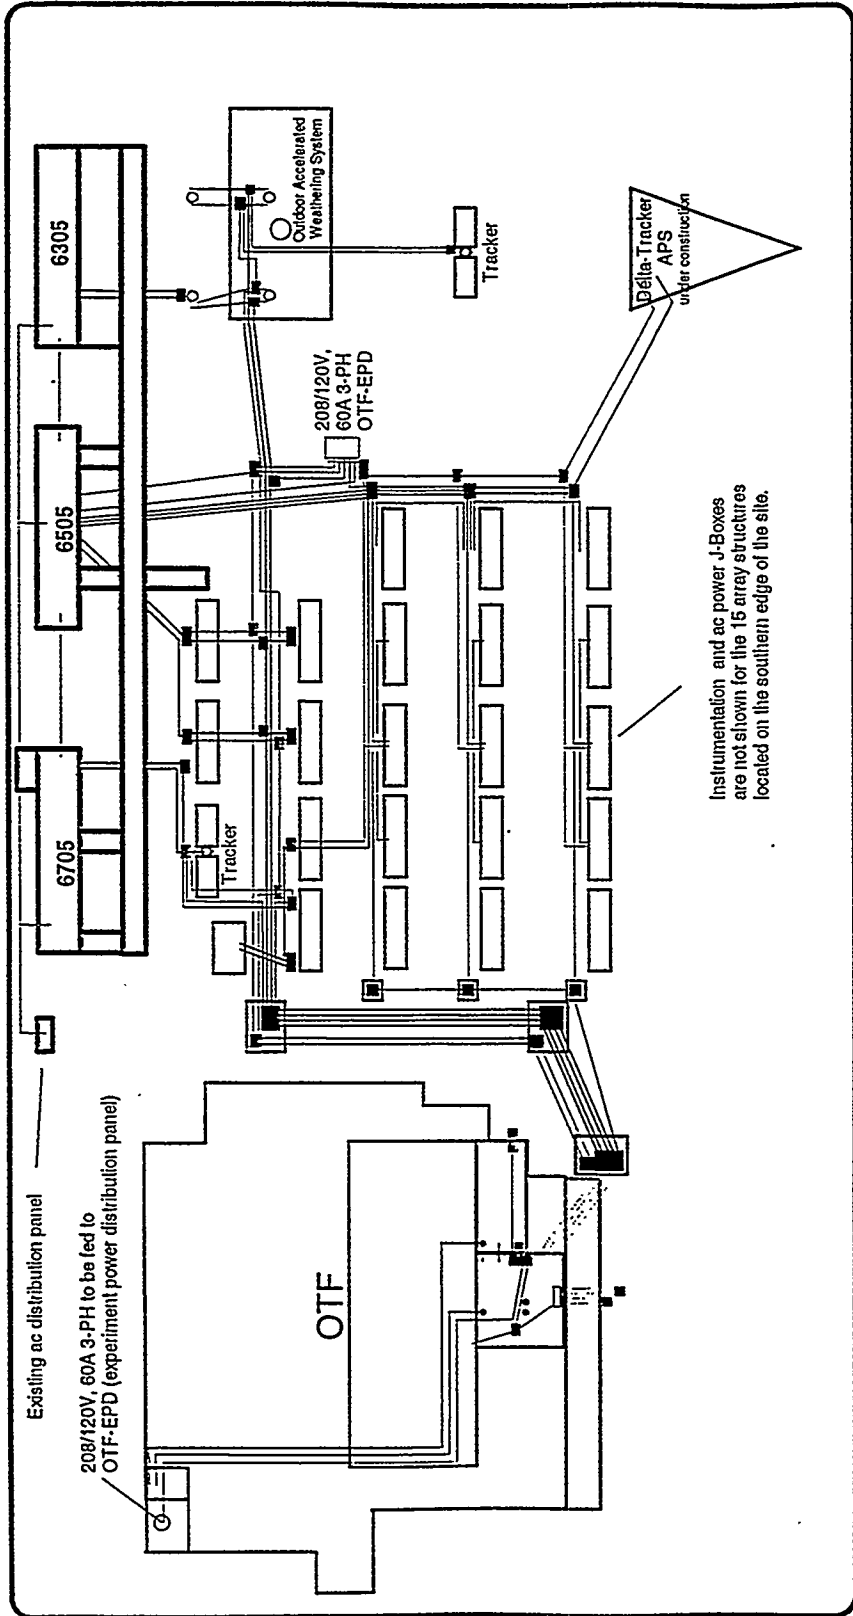 Existing ac distribution panel
208/120V, 60A 3-PH to be fed to
OTF-EPD (experiment power distribution panel)
OTF
6705
6505
6305
Tracker
208/120V,
60A 3-PH
OTF-EPD
Outdoor Accelerated
Weathering System
Tracker
Delta-Tracker
APS
under construction
Instrumentation and ac power J-Boxes
are not shown for the 15 array structures
located on the southern edge of the site.